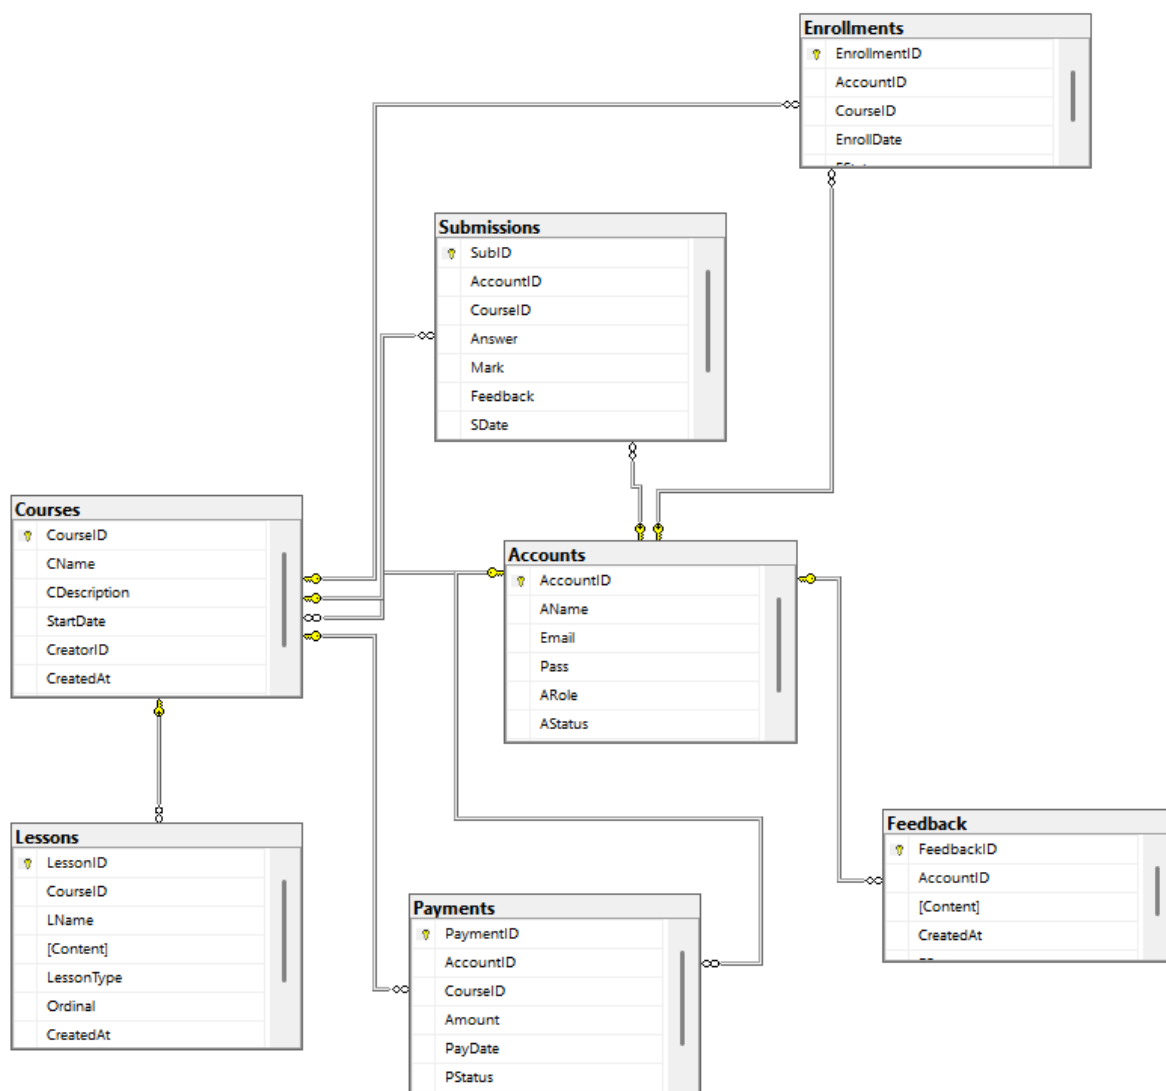 Enrollments
EnrollmentID
AccountID
CourseID
EnrollDate
Submissions
SubID
AccountID
CourseID
Answer
Mark
Feedback
SDate
Courses
CourseID
CName
CDescription
StartDate
CreatorID
CreatedAt
Accounts
AccountID
AName
Email
Pass
ARole
AStatus
Lessons
LessonID
CourseID
LName
[Content]
LessonType
Ordinal
CreatedAt
Payments
PaymentID
AccountID
CourseID
Amount
PayDate
PStatus
Feedback
FeedbackID
AccountID
[Content]
CreatedAt